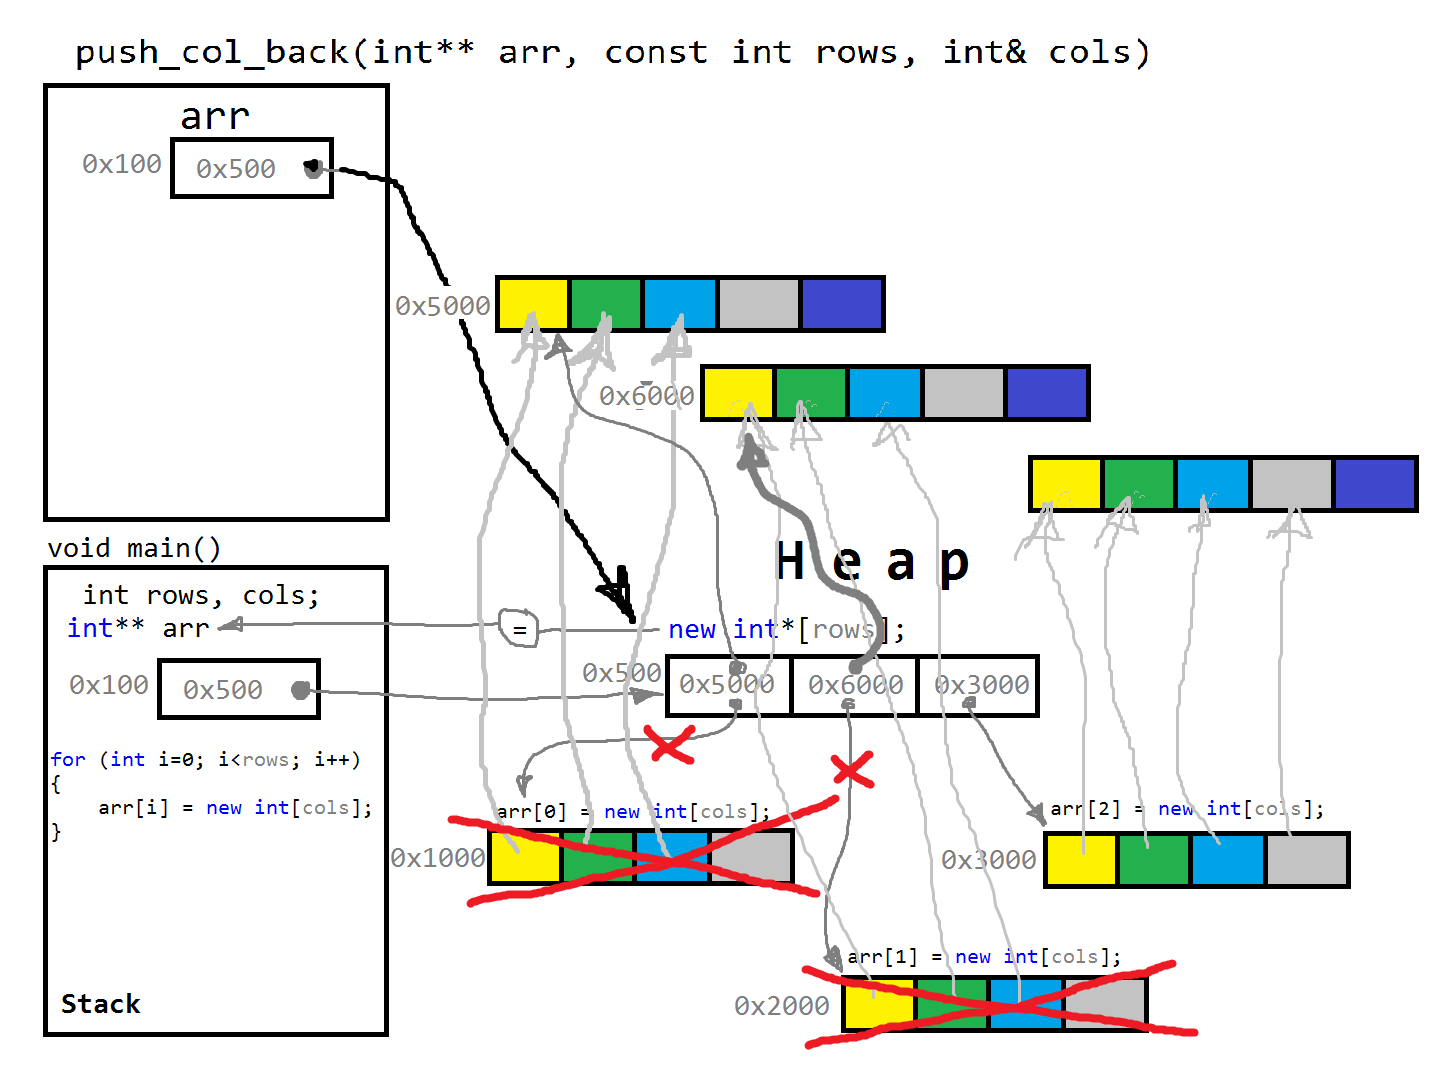 push_col_back(int** arr, const int rows, int& cols)
arr
0x100 0x500
0x5000
0x6000
void main()
int rows, cols;
int** arr = new int*[rows];
Heap
0x100 0x500
0x500 0x5000 0x6000 0x3000
for (int i=0; i<rows; i++)
{
arr[i] = new int[cols];
}
arr[0] = new int[cols];
0x1000
arr[2] = new int[cols];
0x3000
arr[1] = new int[cols];
0x2000
Stack